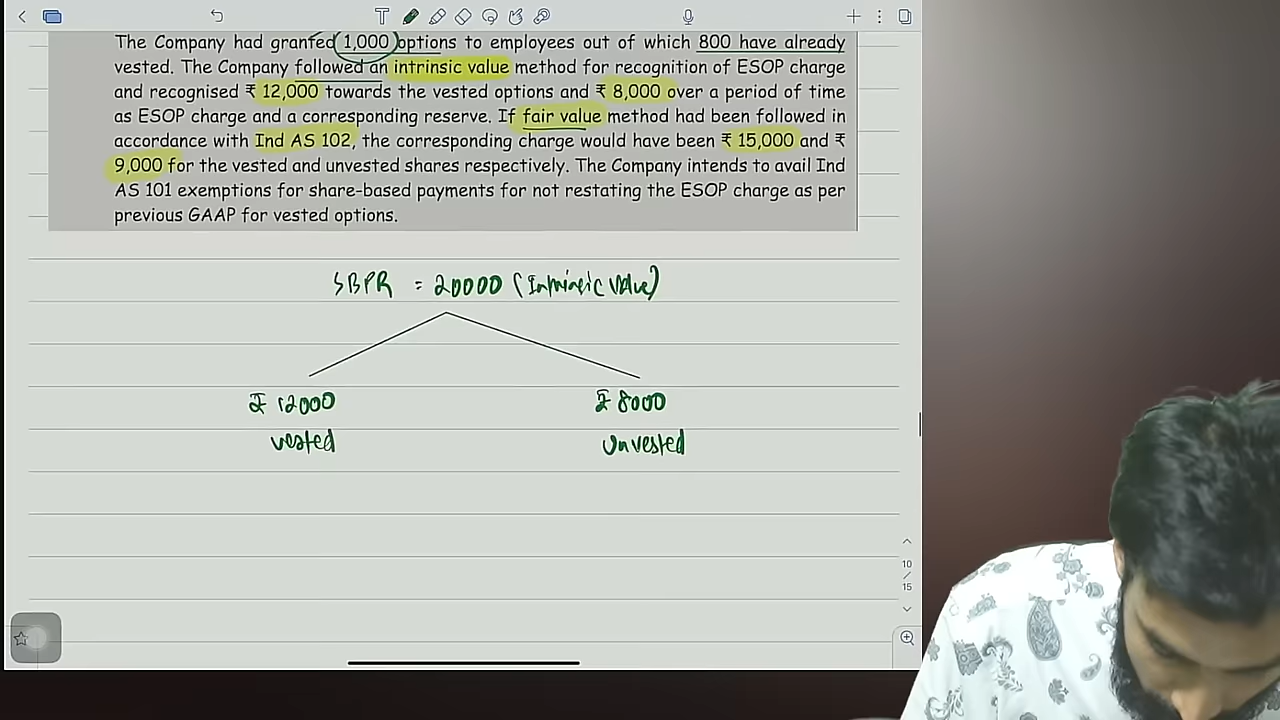 The Company had granted 1,000 options to employees out of which 800 have already
vested. The Company followed an intrinsic value method for recognition of ESOP charge
and recognised ₹ 12,000 towards the vested options and ₹ 8,000 over a period of time
as ESOP charge and a corresponding reserve. If fair value method had been followed in
accordance with Ind AS 102, the corresponding charge would have been ₹ 15,000 and ₹
9,000 for the vested and unvested shares respectively. The Company intends to avail Ind
AS 101 exemptions for share-based payments for not restating the ESOP charge as per
previous GAAP for vested options.
SBPR = 20000 (Intrinsic Value)
₹ 12000 ₹ 8000
vested unvested
10
/
15